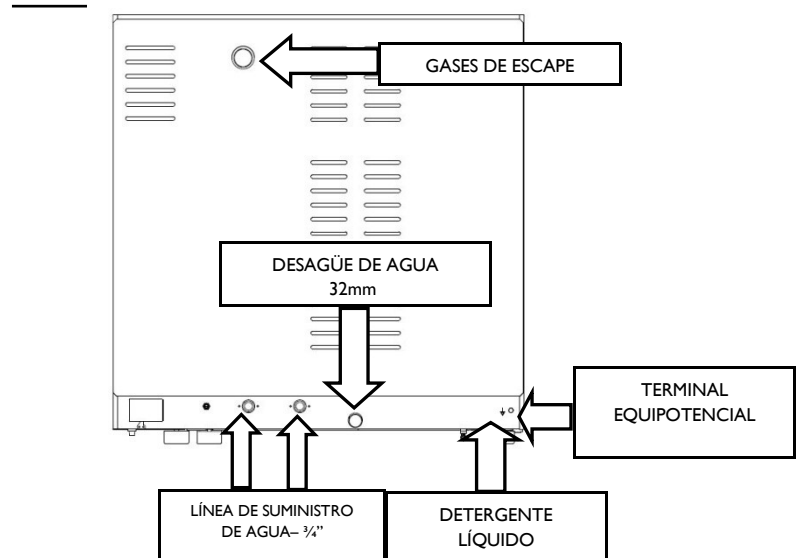 GASES DE ESCAPE
DESAGÜE DE AGUA
32mm
TERMINAL
EQUIPOTENCIAL
LÍNEA DE SUMINISTRO
DE AGUA– ¾”
DETERGENTE
LÍQUIDO